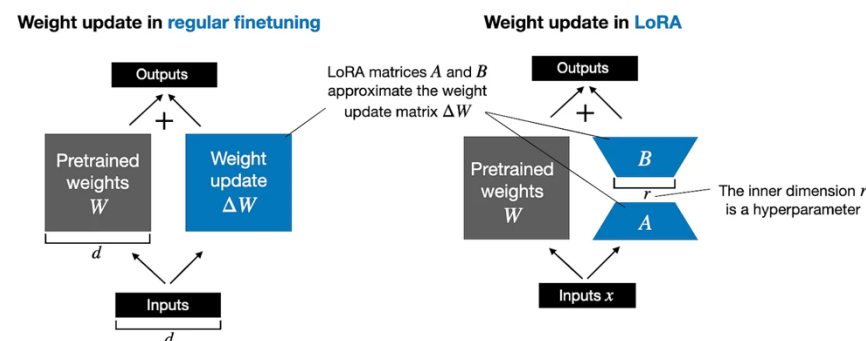 Weight update in regular finetuning
Outputs
+
Pretrained
weights
W
d
Weight
update
ΔW
Inputs
d
LoRA matrices A and B
approximate the weight
update matrix ΔW
Weight update in LoRA
Outputs
+
Pretrained
weights
W
B
r
A
The inner dimension r
is a hyperparameter
Inputs x